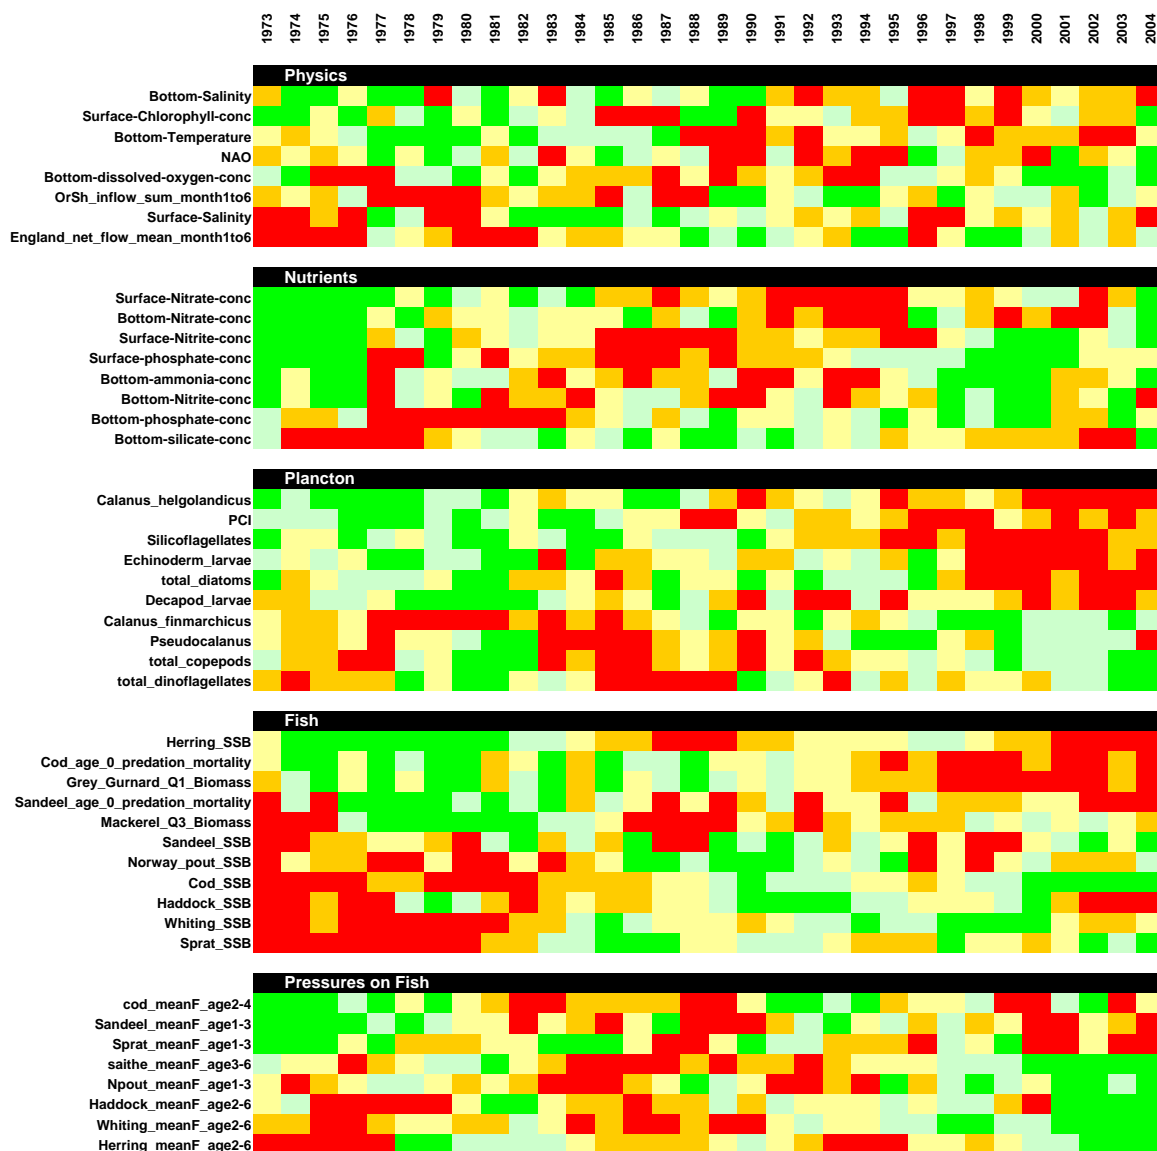 1973 1974 1975 1976 1977 1978 1979 1980 1981 1982 1983 1984 1985 1986 1987 1988 1989 1990 1991 1992 1993 1994 1995 1996 1997 1998 1999 2000 2001 2002 2003 2004
Physics
Bottom-Salinity
Surface-Chlorophyll-conc
Bottom-Temperature
NAO
Bottom-dissolved-oxygen-conc
OrSh_inflow_sum_month1to6
Surface-Salinity
England_net_flow_mean_month1to6
Nutrients
Surface-Nitrate-conc
Bottom-Nitrate-conc
Surface-Nitrite-conc
Surface-phosphate-conc
Bottom-ammonia-conc
Bottom-Nitrite-conc
Bottom-phosphate-conc
Bottom-silicate-conc
Plancton
Calanus_helgolandicus
PCI
Silicoflagellates
Echinoderm_larvae
total_diatoms
Decapod_larvae
Calanus_finmarchicus
Pseudocalanus
total_copepods
total_dinoflagellates
Fish
Herring_SSB
Cod_age_0_predation_mortality
Grey_Gurnard_Q1_Biomass
Sandeel_age_0_predation_mortality
Mackerel_Q3_Biomass
Sandeel_SSB
Norway_pout_SSB
Cod_SSB
Haddock_SSB
Whiting_SSB
Sprat_SSB
Pressures on Fish
cod_meanF_age2-4
Sandeel_meanF_age1-3
Sprat_meanF_age1-3
saithe_meanF_age3-6
Npout_meanF_age1-3
Haddock_meanF_age2-6
Whiting_meanF_age2-6
Herring_meanF_age2-6